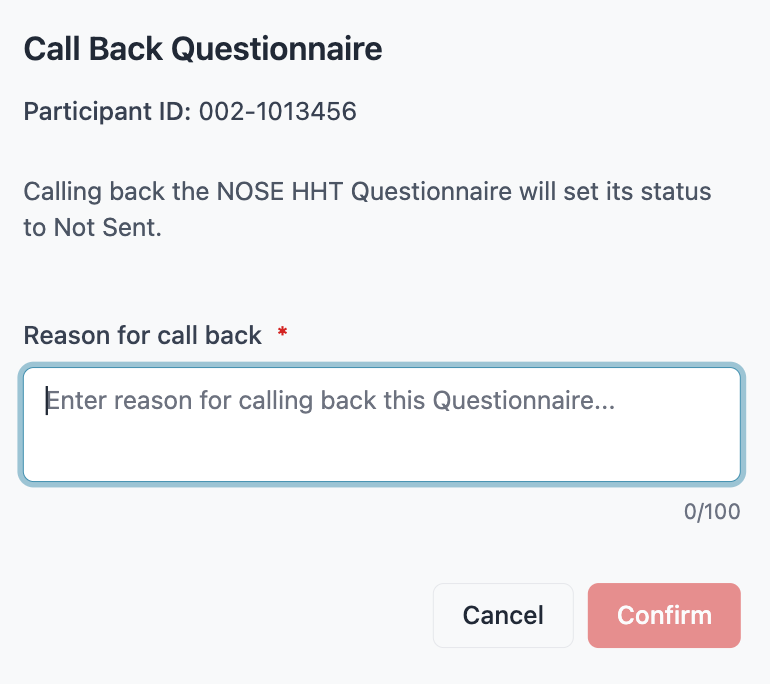 Call Back Questionnaire
Participant ID: 002-1013456
Calling back the NOSE HHT Questionnaire will set its status
to Not Sent.
Reason for call back *
Enter reason for calling back this Questionnaire...
0/100
Cancel
Confirm